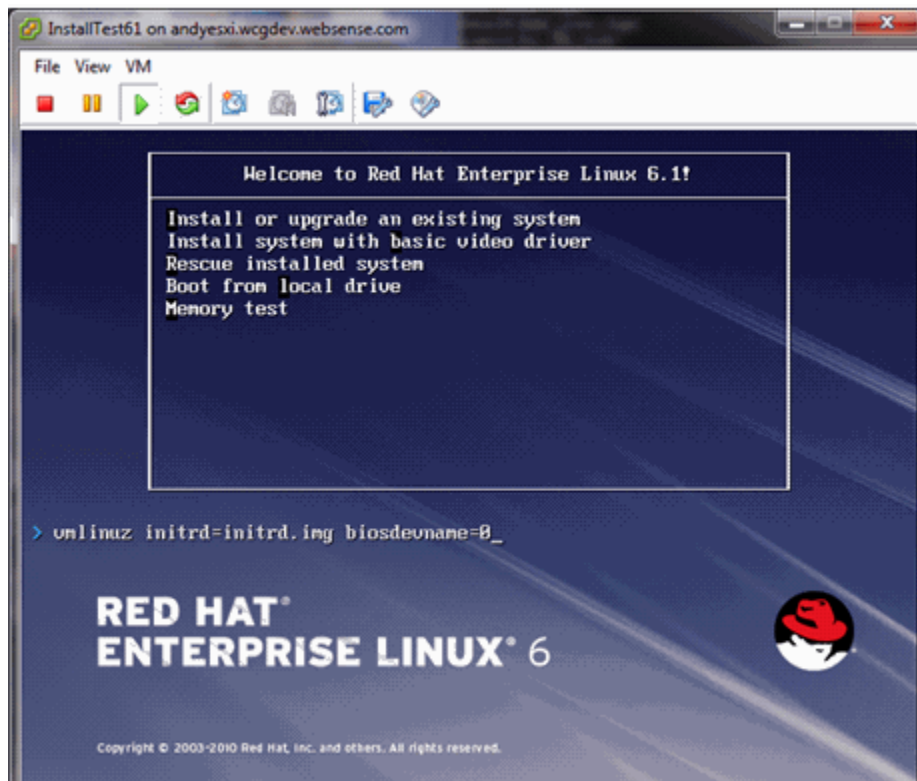 InstallTest61 on andyesxi.wcgdev.websense.com
File View VM
Welcome to Red Hat Enterprise Linux 6.1!
Install or upgrade an existing system
Install system with basic video driver
Rescue installed system
Boot from local drive
Memory test
> vmlinuz initrd=initrd.img biosdevname=0_
RED HAT®
ENTERPRISE LINUX® 6
Copyright © 2003-2010 Red Hat, Inc. and others. All rights reserved.